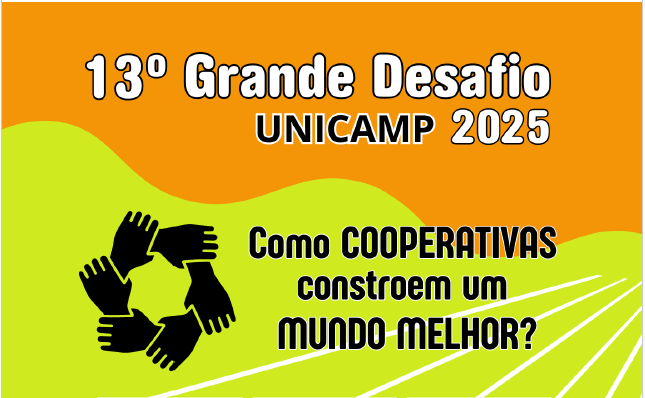 13º Grande Desafio
UNICAMP 2025
Como COOPERATIVAS
constroem um
MUNDO MELHOR?